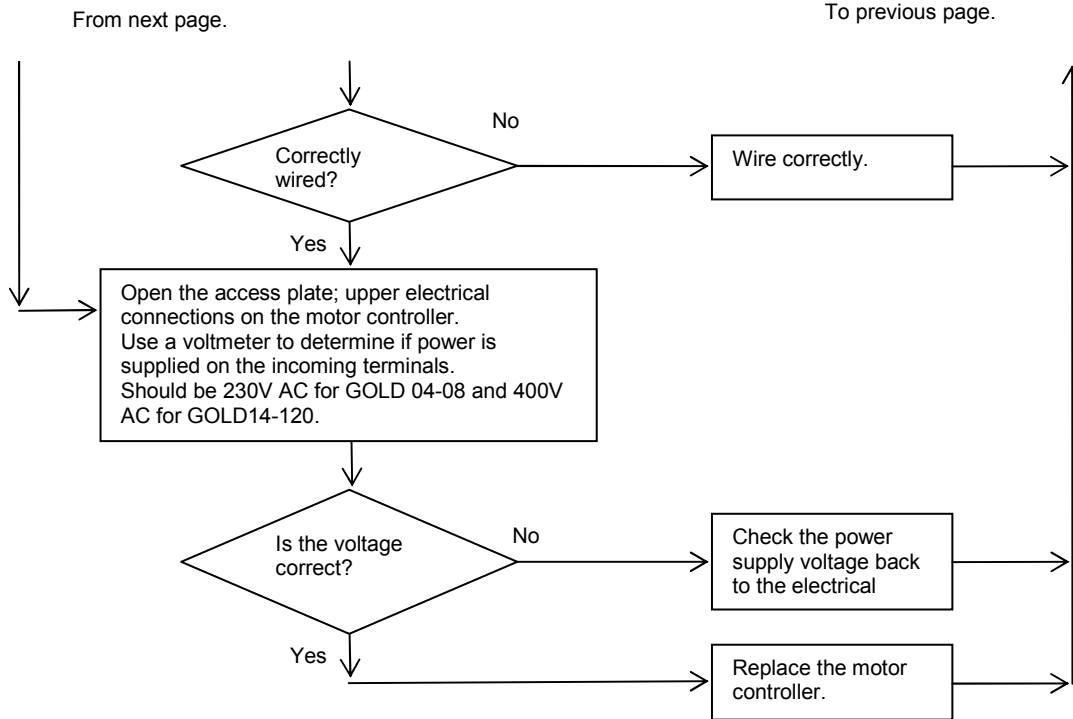 From next page.
To previous page.
No
Correctly
wired?
Wire correctly.
Yes
Open the access plate; upper electrical
connections on the motor controller.
Use a voltmeter to determine if power is
supplied on the incoming terminals.
Should be 230V AC for GOLD 04-08 and 400V
AC for GOLD14-120.
Is the voltage
correct?
No
Check the power
supply voltage back
to the electrical
Yes
Replace the motor
controller.